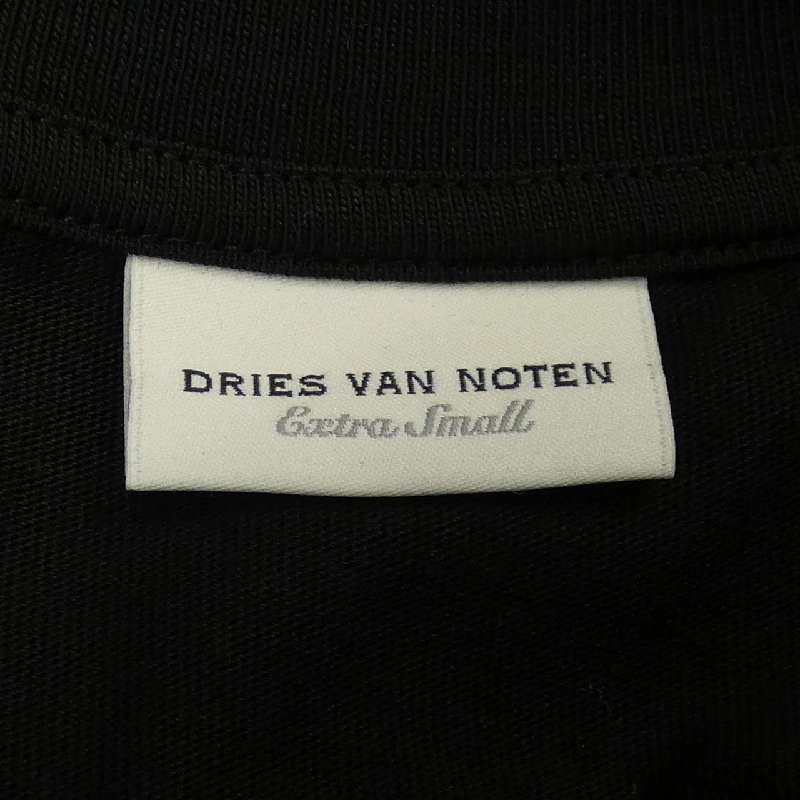 DRIES VAN NOTEN
Extra Small